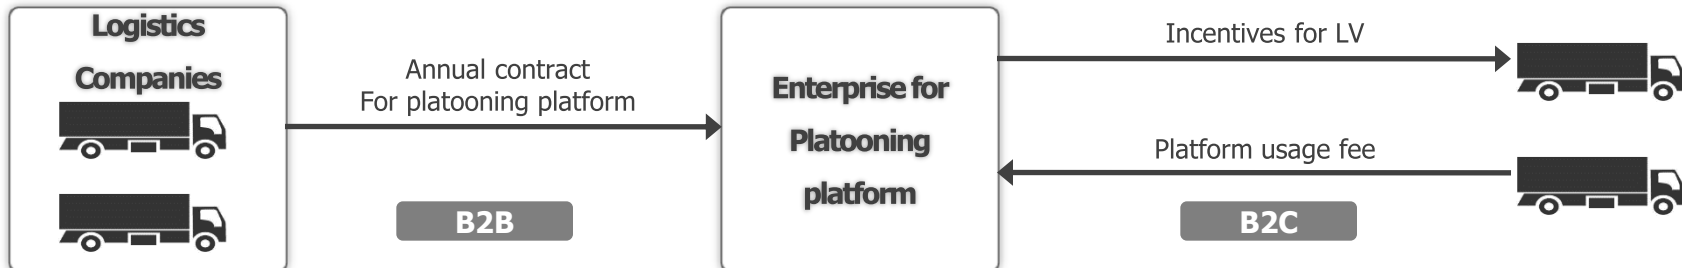 Logistics
Companies
Annual contract
For platooning platform
B2B
Enterprise for
Platooning
platform
Incentives for LV
Platform usage fee
B2C